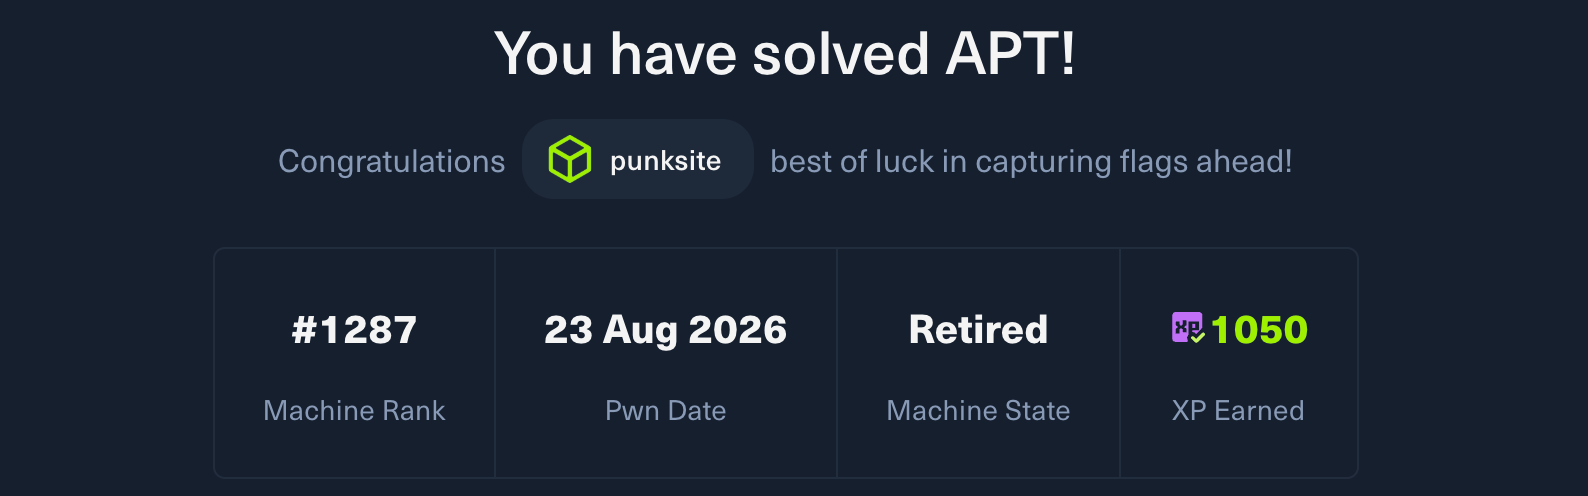 You have solved APT!
Congratulations punksite best of luck in capturing flags ahead!
#1287 23 Aug 2026 Retired XP 1050
Machine Rank Pwn Date Machine State XP Earned